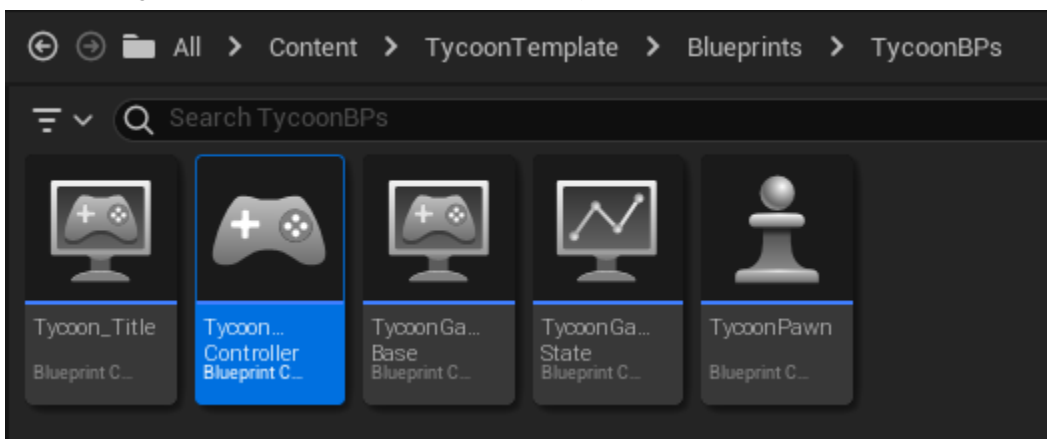 All > Content > TycoonTemplate > Blueprints > TycoonBPs
Search TycoonBPs
Tycoon_Title
Blueprint C...
Tycoon...
Controller
Blueprint C...
TycoonGa...
Base
Blueprint C...
TycoonGa...
State
Blueprint C...
TycoonPawn
Blueprint C...